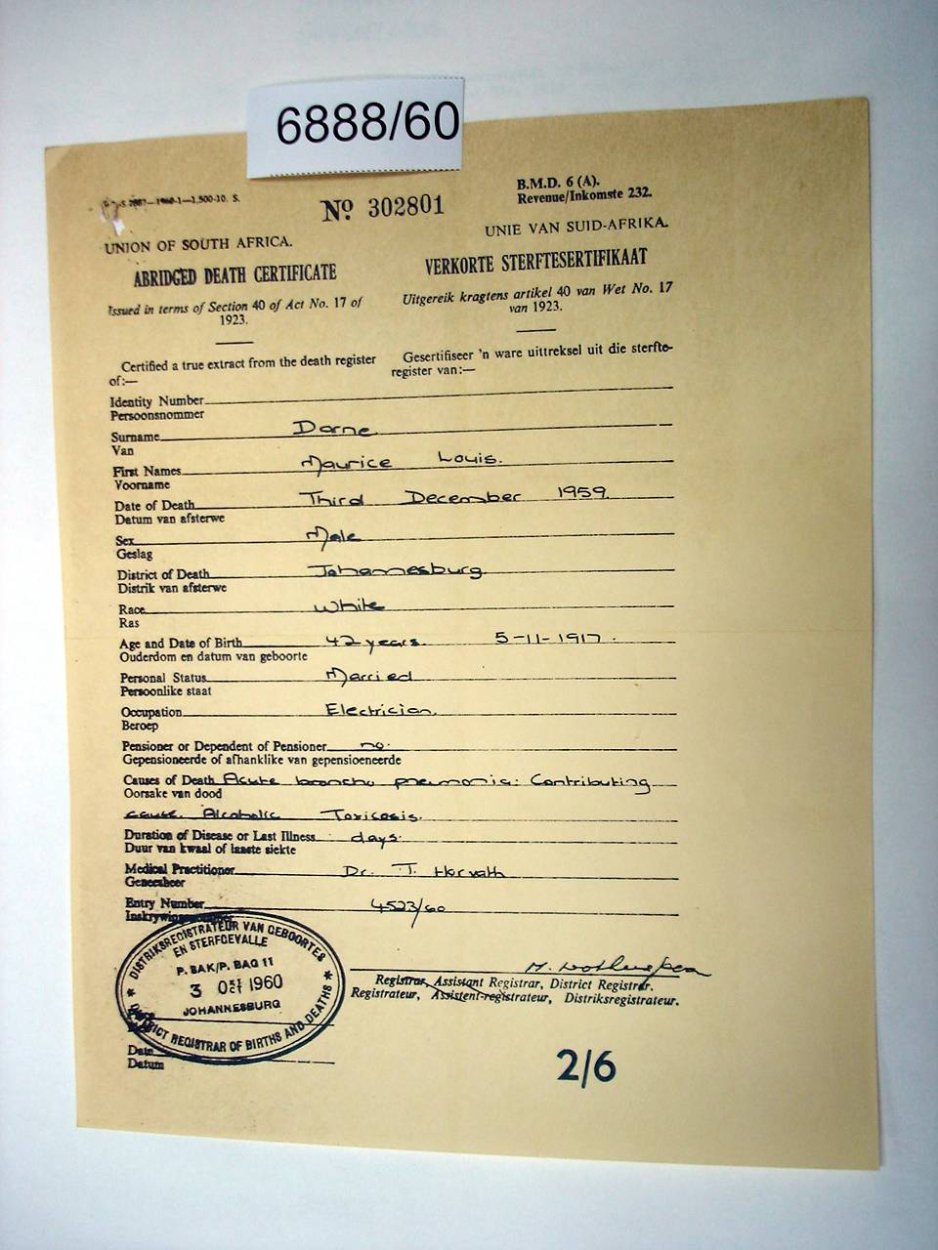 6888/60
B.M.D. 6 (A).
Revenue/Inkomste 232.
Nº 302801
UNION OF SOUTH AFRICA.
UNIE VAN SUID-AFRIKA.
ABRIDGED DEATH CERTIFICATE
VERKORTE STERFTESERTIFIKAAT
Issued in terms of Section 40 of Act No. 17 of
1923.
Uitgereik kragtens artikel 40 van Wet No. 17
van 1923.
Certified a true extract from the death register
of:—
Gesertifiseer 'n ware uittreksel uit die sterfte-
register van:—
Identity Number
Persoonsnommer
Surname Dorne
Van
First Names Maurice Louis.
Voorname
Date of Death Third December 1959
Datum van afsterwe
Sex Male
Geslag
District of Death Johannesburg
Distrik van afsterwe
Race White
Ras
Age and Date of Birth 42 years. 5-11-1917.
Ouderdom en datum van geboorte
Personal Status Married
Persoonlike staat
Occupation Electrician.
Beroep
Pensioner or Dependent of Pensioner no.
Gepensioneerde of afhanklike van gepensioeneerde
Causes of Death Acute broncho pneumonia: Contributing
Oorsake van dood
cause. Alcoholic Toxicosis.
Duration of Disease or Last Illness days.
Duur van kwaal of laaste siekte
Medical Practitioner Dr. T. Horvath
Geneesheer
Entry Number 4523/60
DISTRIKSREGISTRATEUR VAN GEBOORTES
EN STERFGEVALLE
P. SAK/P. BAG 11
3 OCT 1960
JOHANNESBURG
DISTRICT REGISTRAR OF BIRTHS AND DEATHS
Registrar, Assistant Registrar, District Registrar.
Registrateur, Assistent-registrateur, Distriksregistrateur.
Date
Datum
2/6